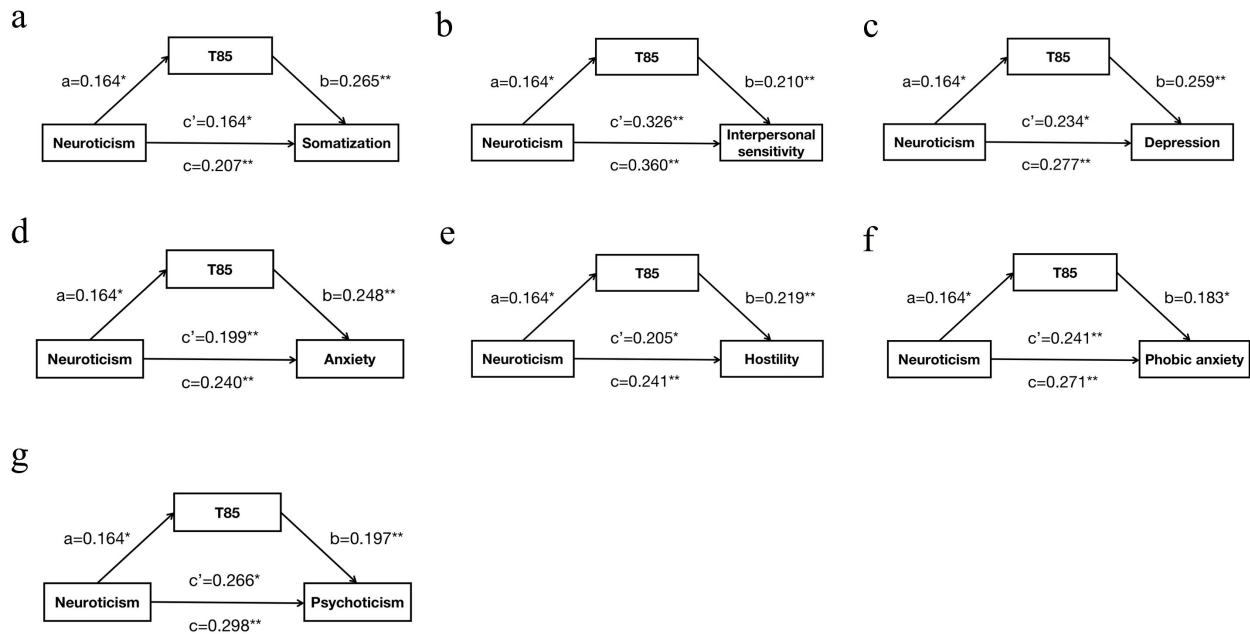 a
T85
a=0.164*
b=0.265**
c’=0.164*
Neuroticism
Somatization
c=0.207**
b
T85
a=0.164*
b=0.210**
c’=0.326**
Neuroticism
Interpersonal
sensitivity
c=0.360**
c
T85
a=0.164*
b=0.259**
c’=0.234*
Neuroticism
Depression
c=0.277**
d
T85
a=0.164*
b=0.248**
c’=0.199**
Neuroticism
Anxiety
c=0.240**
e
T85
a=0.164*
b=0.219**
c’=0.205*
Neuroticism
Hostility
c=0.241**
f
T85
a=0.164*
b=0.183*
c’=0.241**
Neuroticism
Phobic anxiety
c=0.271**
g
T85
a=0.164*
b=0.197**
c’=0.266*
Neuroticism
Psychoticism
c=0.298**